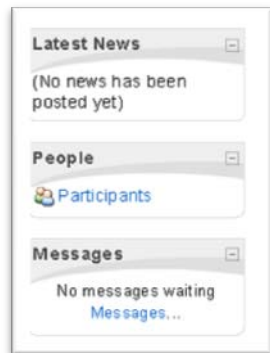 Latest News
(No news has been
posted yet)
People
Participants
Messages
No messages waiting
Messages...